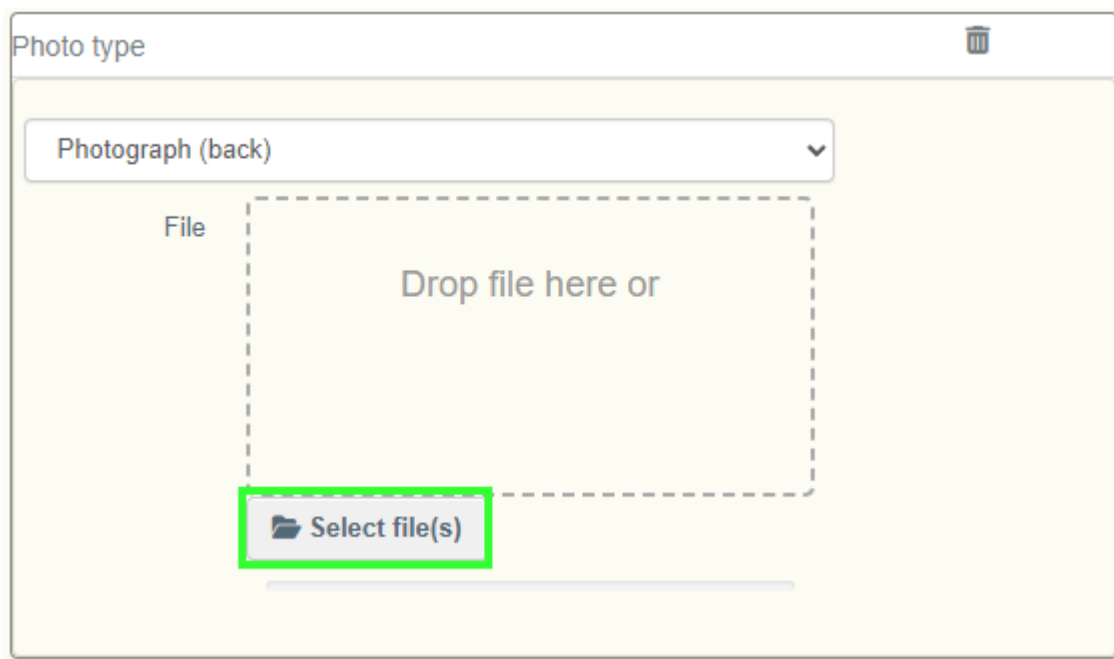 Photo type
Photograph (back)
File
Drop file here or
Select file(s)